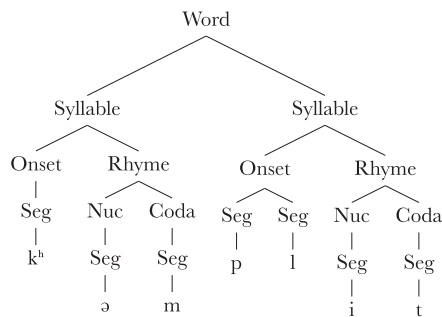 Word
Syllable Syllable
Onset Rhyme Onset Rhyme
Seg Nuc Coda Seg Seg Nuc Coda
kʰ Seg Seg p l Seg Seg
ə m i t